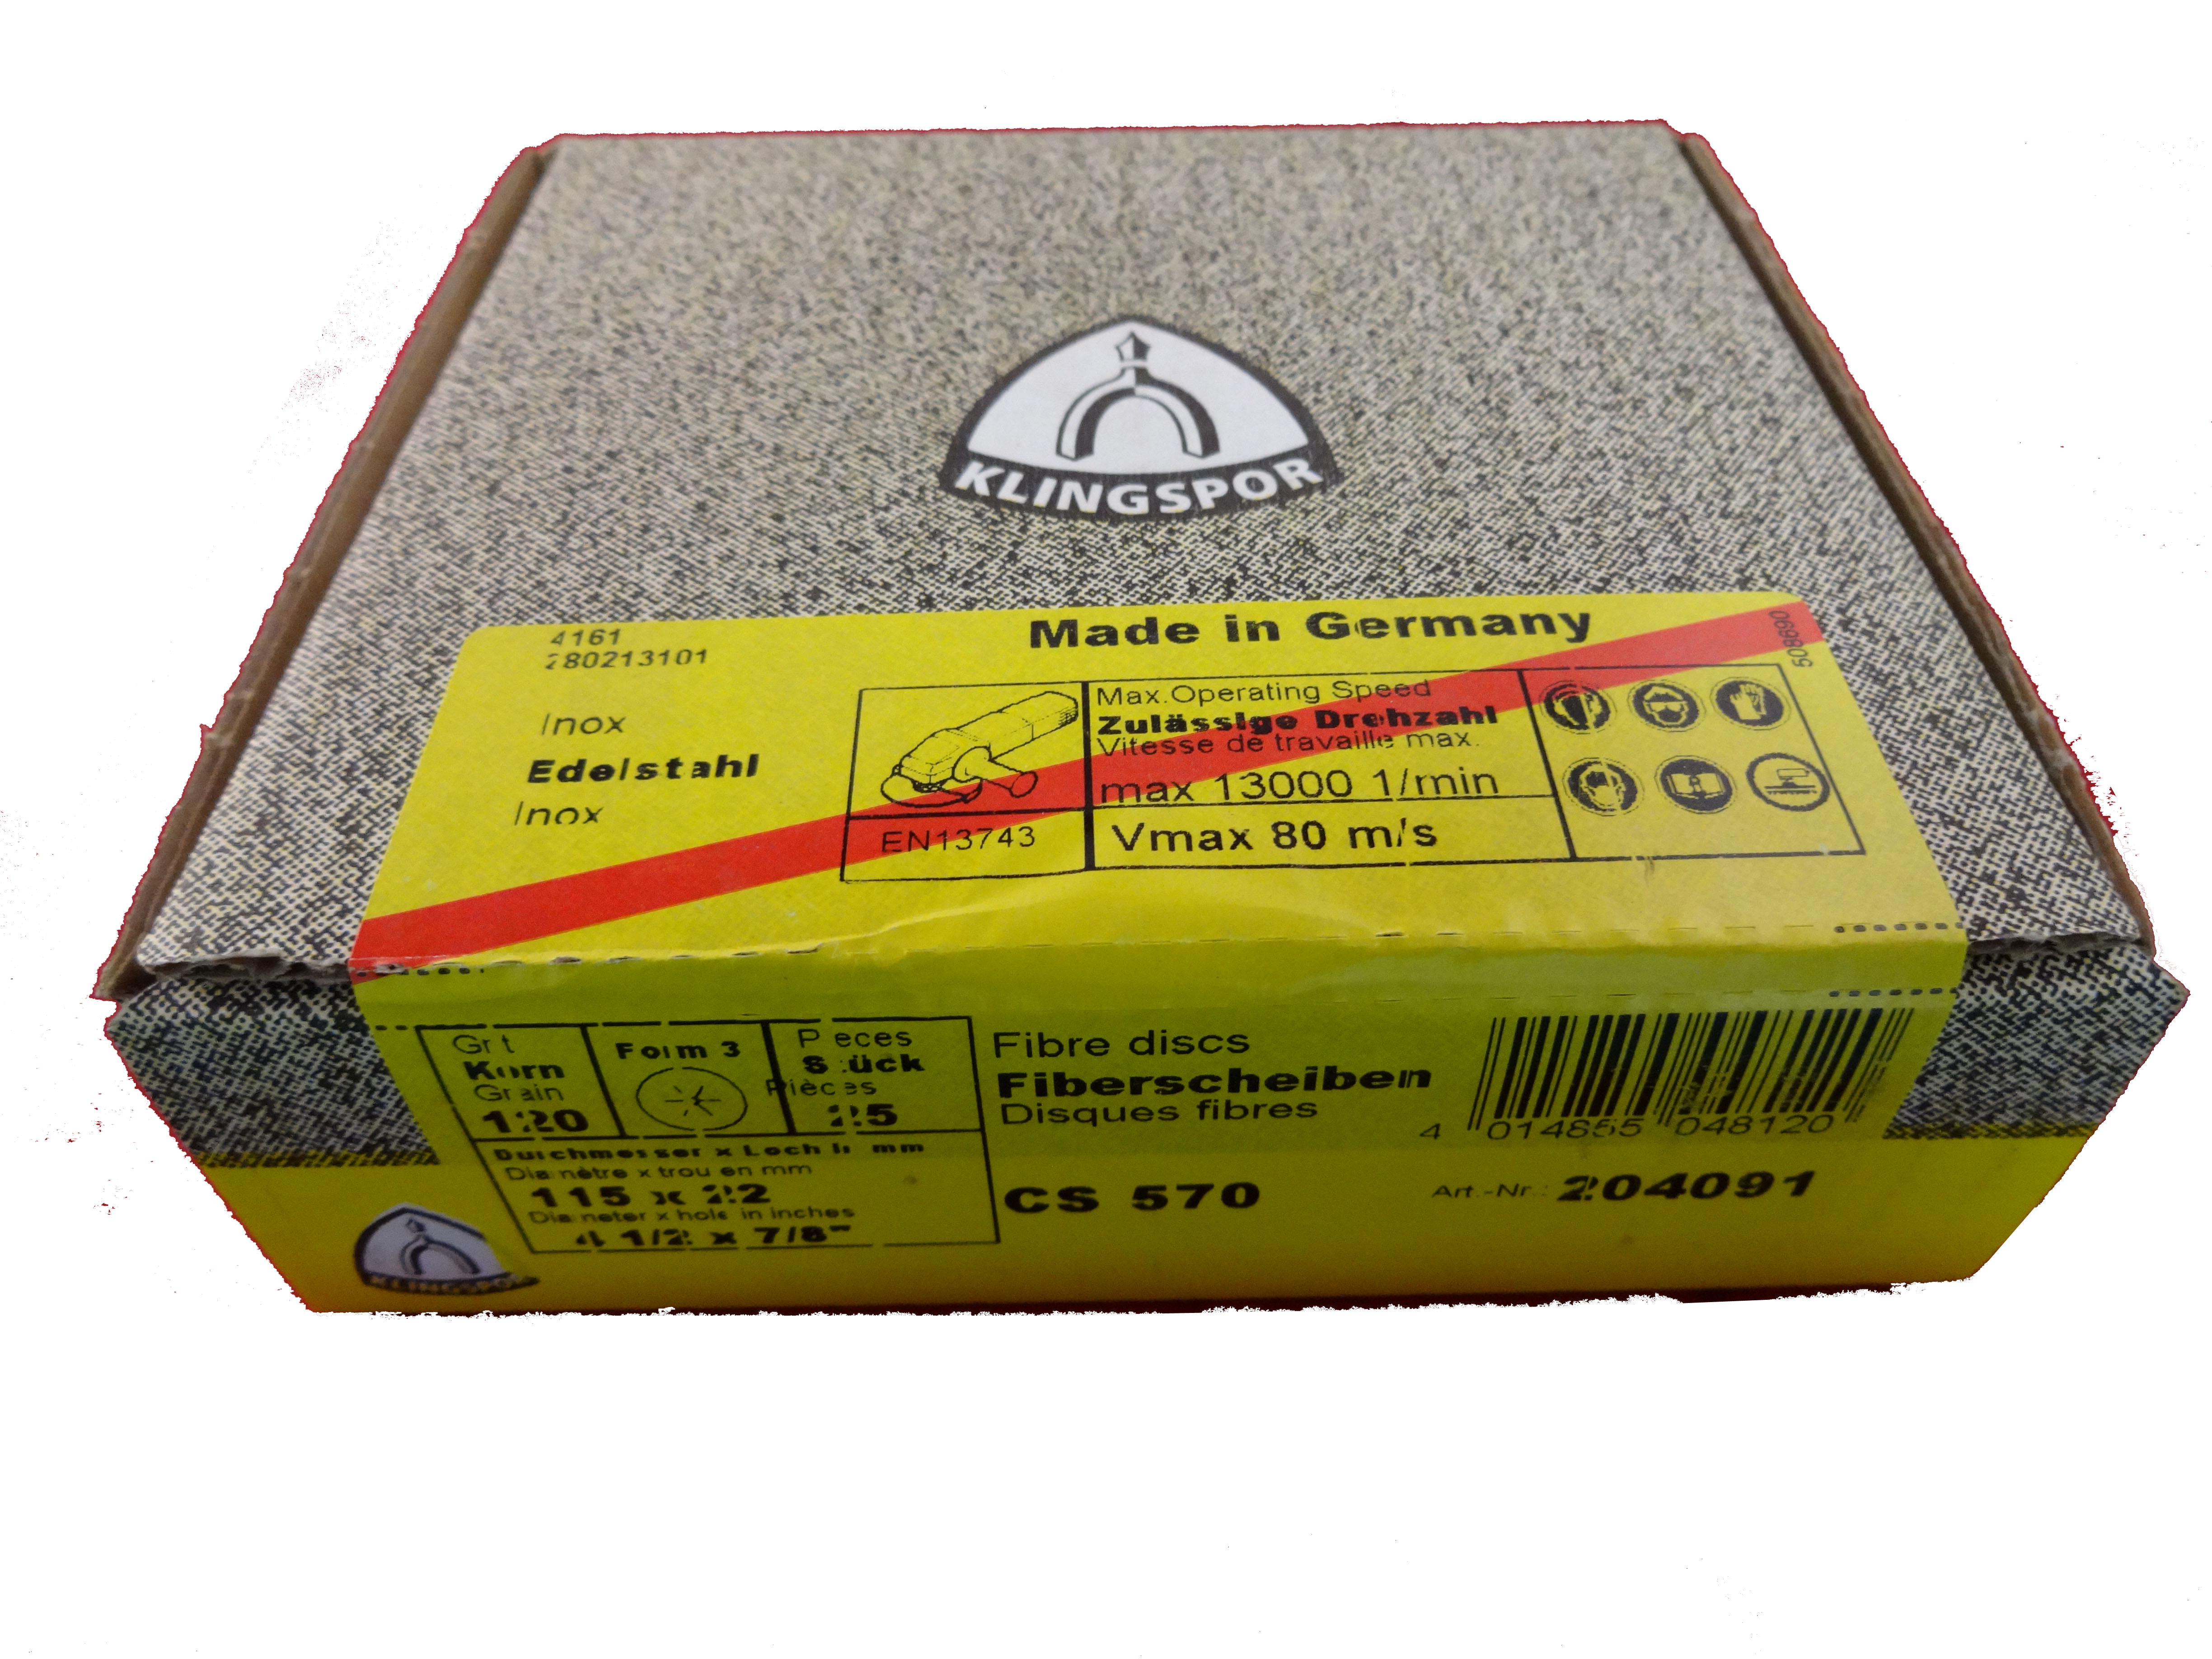 KLINGSPOR
4161
280213101
Made in Germany
508690
Inox
Edelstahl
Inox
Max.Operating Speed
Zulässige Drehzahl
Vitesse de travaille max.
max 13000 1/min
EN13743
Vmax 80 m/s
Grit
Korn
Grain
120
Form 3
Pieces
Stück
Pièces
25
Durchmesser x Loch in mm
Diamètre x trou en mm
115 x 22
Diameter x hole in inches
4 1/2 x 7/8"
Fibre discs
Fiberscheiben
Disques fibres
CS 570
4 014855 048120
Art.-Nr.: 204091
KLINGSPOR